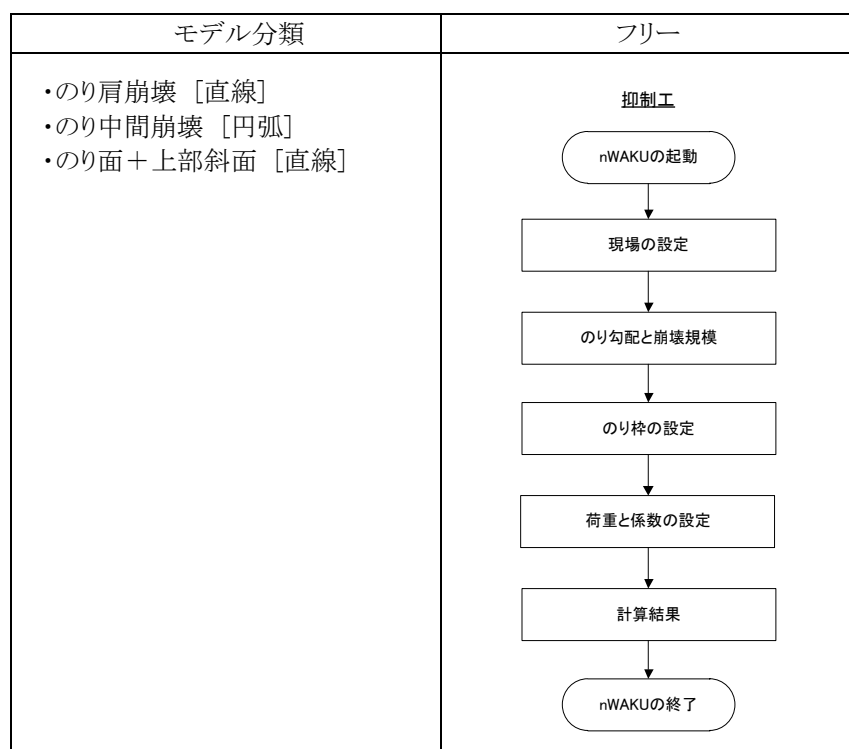 モデル分類
フリー
・のり肩崩壊 [直線]
・のり中間崩壊 [円弧]
・のり面＋上部斜面 [直線]
抑制工
nWAKUの起動
現場の設定
のり勾配と崩壊規模
のり枠の設定
荷重と係数の設定
計算結果
nWAKUの終了